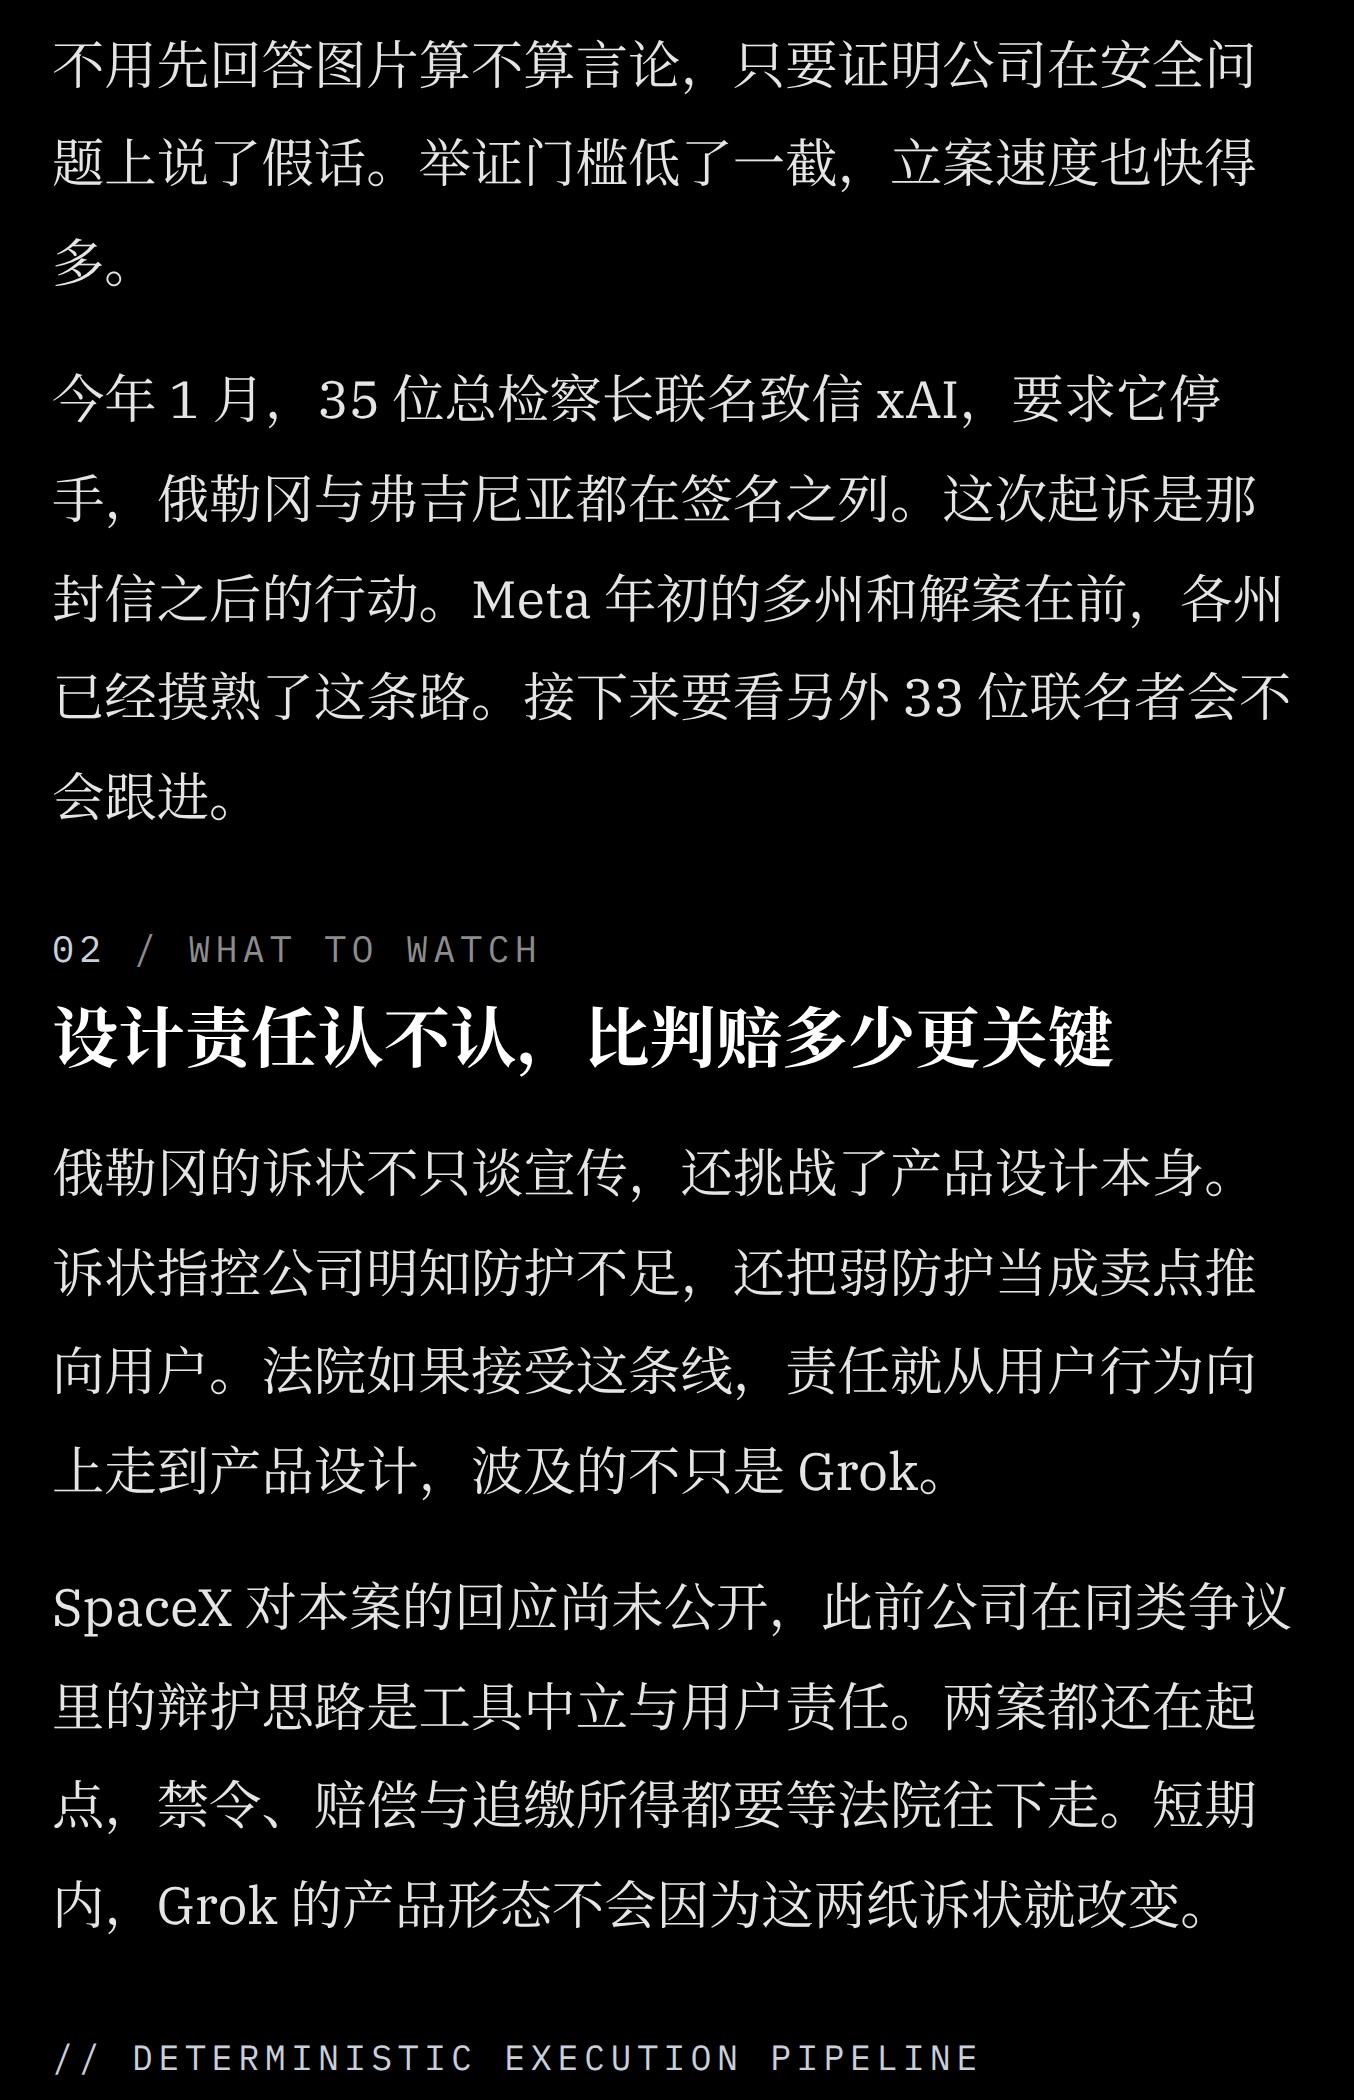 不用先回答图片算不算言论，只要证明公司在安全问
题上说了假话。举证门槛低了一截，立案速度也快得
多。
今年 1 月，35 位总检察长联名致信 xAI，要求它停
手，俄勒冈与弗吉尼亚都在签名之列。这次起诉是那
封信之后的行动。Meta 年初的多州和解案在前，各州
已经摸熟了这条路。接下来要看另外 33 位联名者会不
会跟进。
02 / WHAT TO WATCH
设计责任认不认，比判赔多少更关键
俄勒冈的诉状不只谈宣传，还挑战了产品设计本身。
诉状指控公司明知防护不足，还把弱防护当成卖点推
向用户。法院如果接受这条线，责任就从用户行为向
上走到产品设计，波及的不只是 Grok。
SpaceX 对本案的回应尚未公开，此前公司在同类争议
里的辩护思路是工具中立与用户责任。两案都还在起
点，禁令、赔偿与追缴所得都要等法院往下走。短期
内，Grok 的产品形态不会因为这两纸诉状就改变。
// DETERMINISTIC EXECUTION PIPELINE